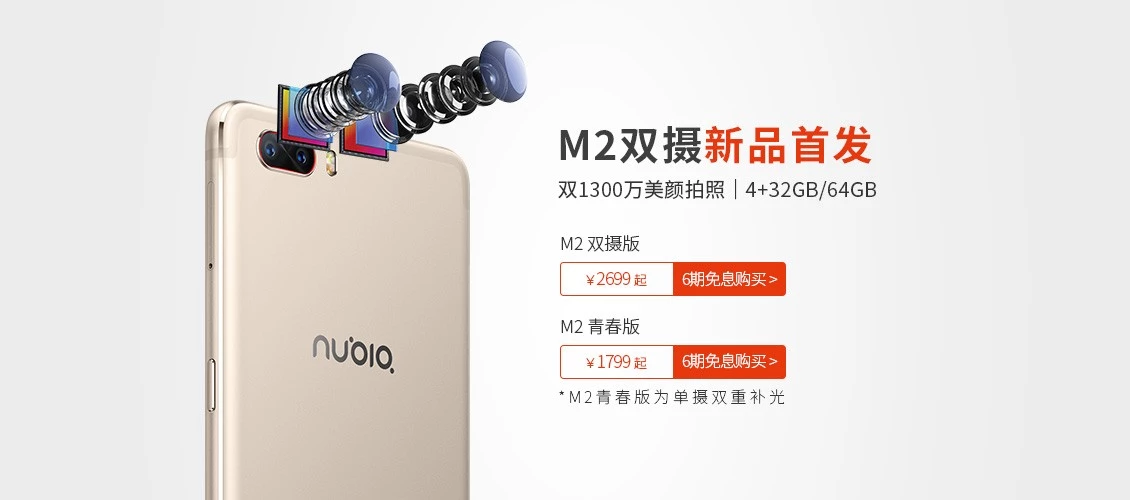 nubia
M2双摄新品首发
双1300万美颜拍照｜4+32GB/64GB
M2 双摄版
￥2699 起 6期免息购买 >
M2 青春版
￥1799 起 6期免息购买 >
*M2青春版为单摄双重补光